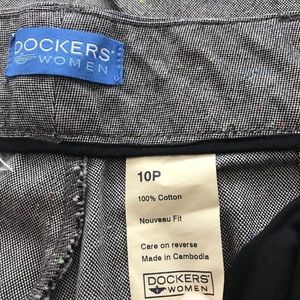 DOCKERS®
WOMEN
10P
100% Cotton
Nouveau Fit
Care on reverse
Made in Cambodia
DOCKERS®
WOMEN